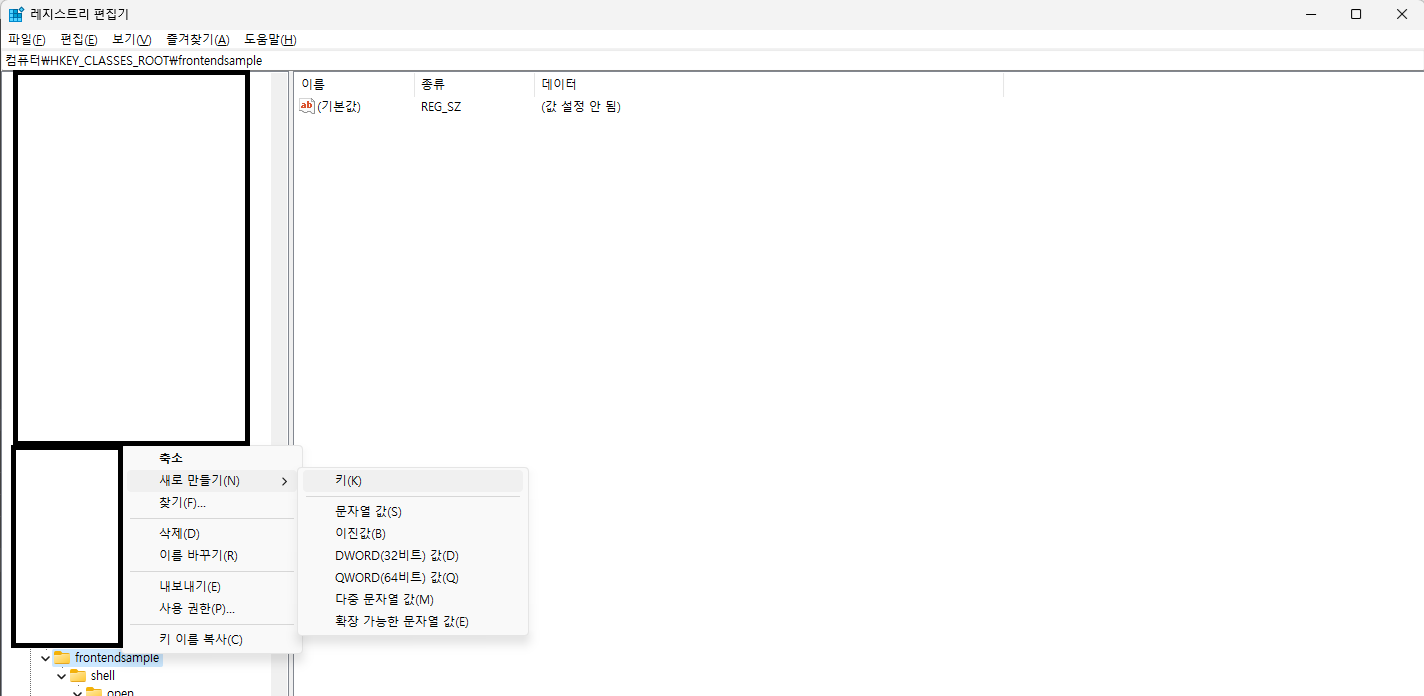 레지스트리 편집기
파일(F) 편집(E) 보기(V) 즐겨찾기(A) 도움말(H)
컴퓨터₩HKEY_CLASSES_ROOT₩frontendsample
이름 종류 데이터
ab (기본값) REG_SZ (값 설정 안 됨)
축소
새로 만들기(N)
찾기(F)...
삭제(D)
이름 바꾸기(R)
내보내기(E)
사용 권한(P)...
키 이름 복사(C)
키(K)
문자열 값(S)
이진값(B)
DWORD(32비트) 값(D)
QWORD(64비트) 값(Q)
다중 문자열 값(M)
확장 가능한 문자열 값(E)
frontendsample
shell
open